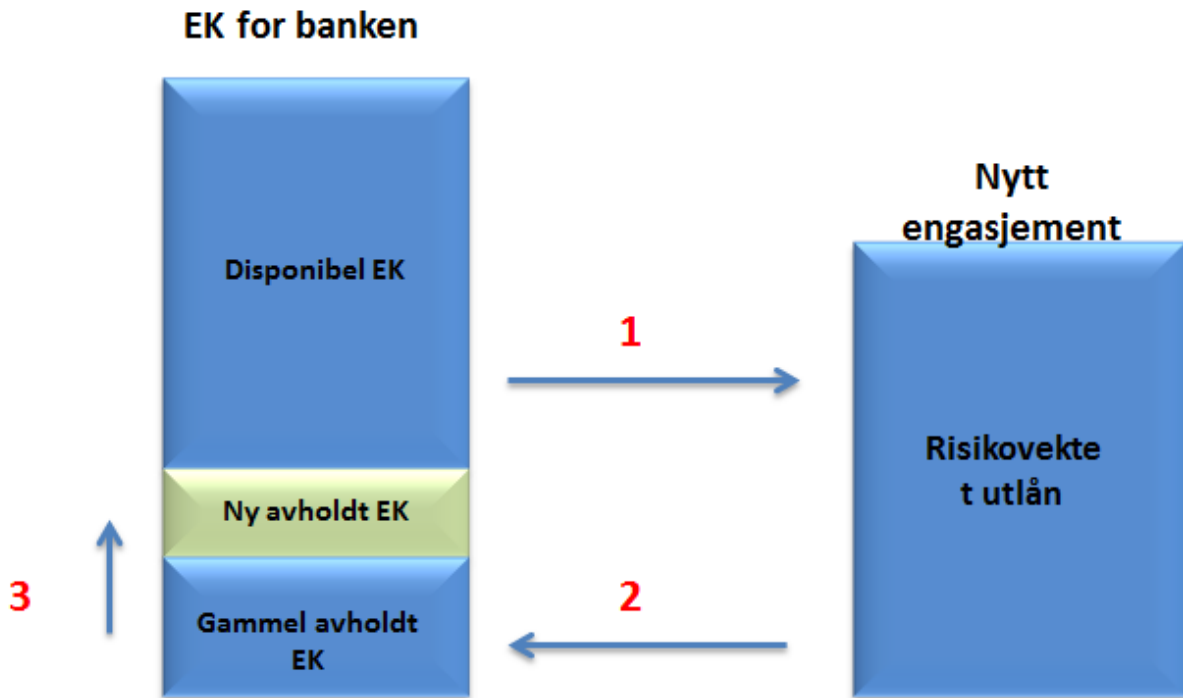 EK for banken
Disponibel EK
Ny avholdt EK
Gammel avholdt
EK
1
2
3
Nytt
engasjement
Risikovekte
t utlån